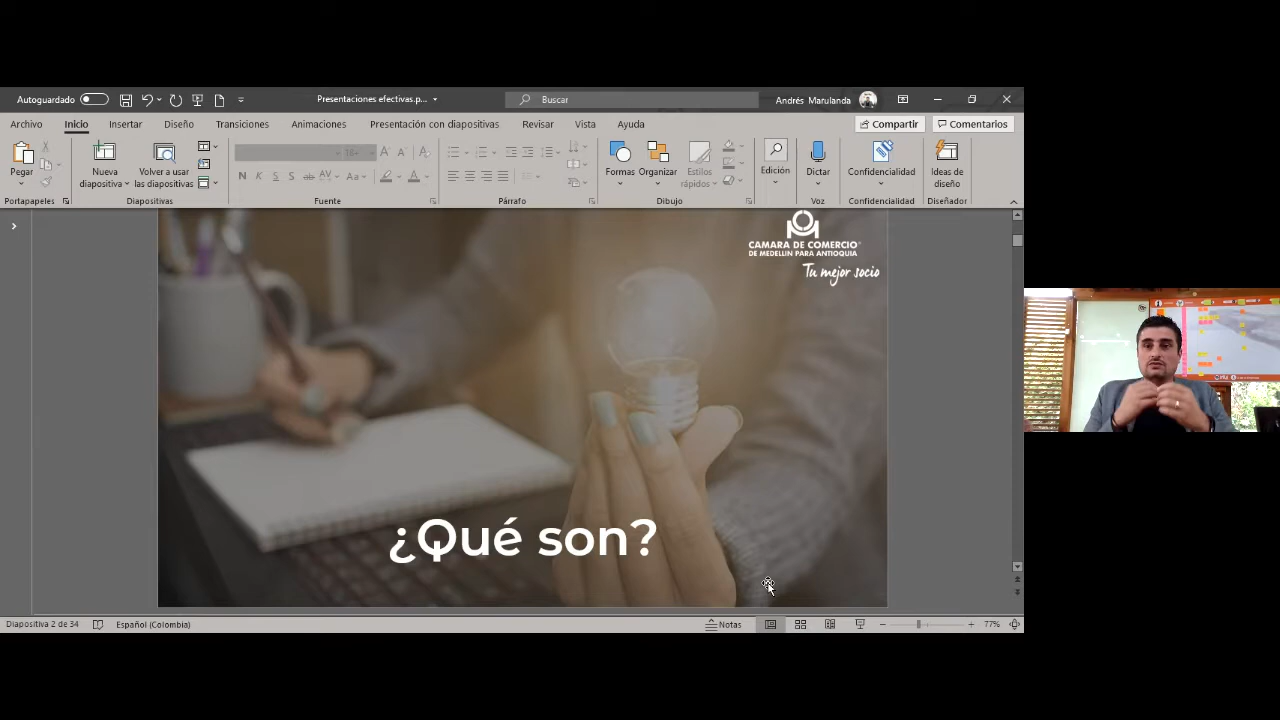 Autoguardado
Presentaciones efectivas.p...
Buscar
Andrés Marulanda
Archivo
Inicio
Insertar
Diseño
Transiciones
Animaciones
Presentación con diapositivas
Revisar
Vista
Ayuda
Compartir
Comentarios
Pegar
Nueva
diapositiva
Volver a usar
las diapositivas
N K S S ab AV Aa A
Formas
Organizar
Estilos
rápidos
Edición
Dictar
Confidencialidad
Ideas de
diseño
Portapapeles
Diapositivas
Fuente
Párrafo
Dibujo
Voz
Confidencialidad
Diseñador
CAMARA DE COMERCIO
DE MEDELLIN PARA ANTIOQUIA
Tu mejor socio
¿Qué son?
Diapositiva 2 de 34
Español (Colombia)
Notas
77%